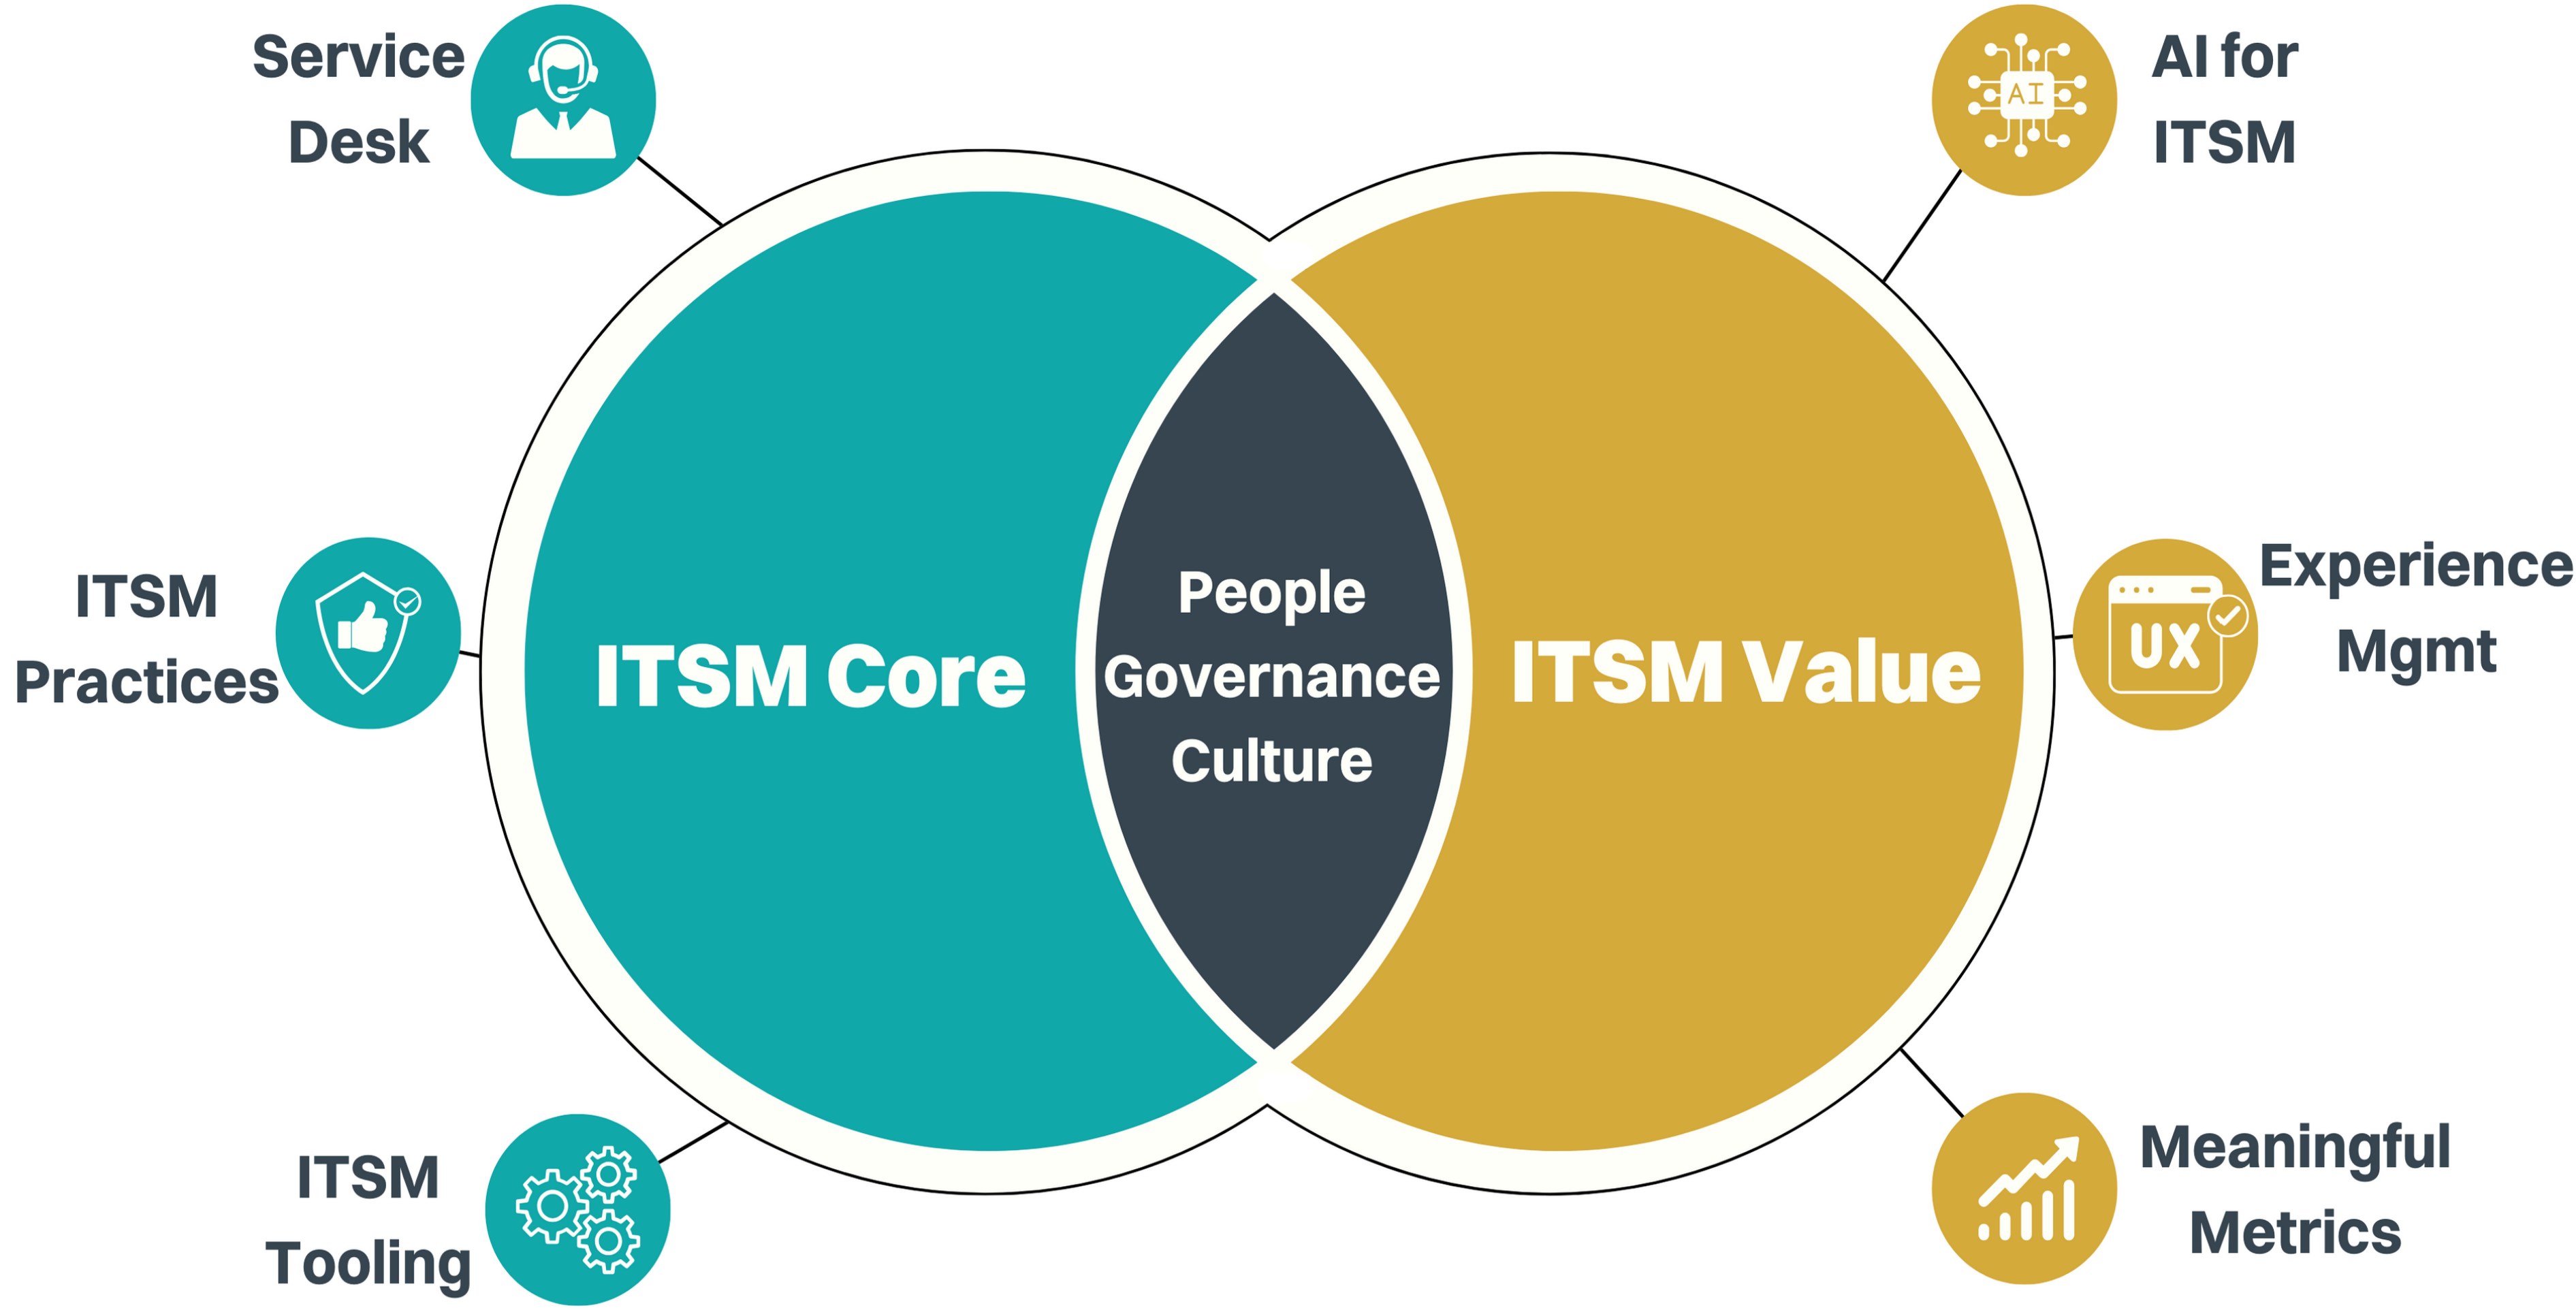 Service
Desk
AI for
ITSM
AI
ITSM
Practices
ITSM Core
People
Governance
Culture
ITSM Value
UX
Experience
Mgmt
ITSM
Tooling
Meaningful
Metrics